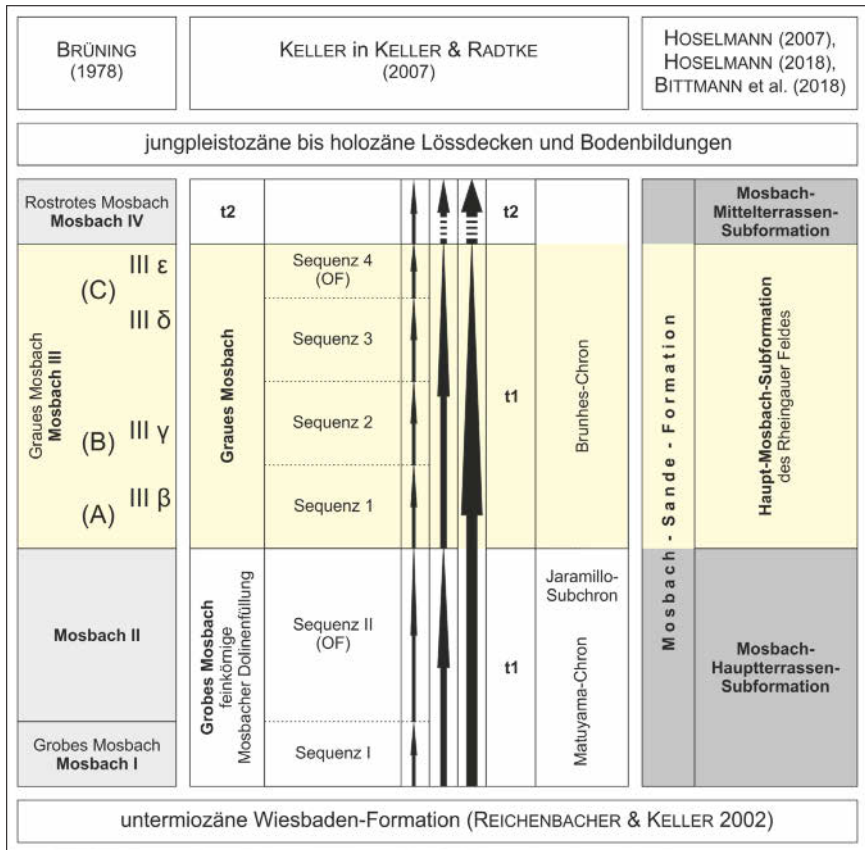 BRÜNING
(1978)
KELLER in KELLER & RADTKE
(2007)
HOSELMANN (2007),
HOSELMANN (2018),
BITTMANN et al. (2018)
jungpleistozäne bis holozäne Lössdecken und Bodenbildungen
Rostrotes Mosbach
Mosbach IV
t2
t2
Mosbach-
Mittelterrassen-
Subformation
Graues Mosbach
Mosbach III
III ε
(C)
III δ
III γ
(B)
III β
(A)
Graues Mosbach
Sequenz 4
(OF)
Sequenz 3
Sequenz 2
Sequenz 1
t1
Brunhes-Chron
Mosbach-Sande-Formation
Haupt-Mosbach-Subformation
des Rheingauer Feldes
Mosbach II
Grobes Mosbach
Mosbach I
Grobes Mosbach
feinkörnige
Mosbacher Dolinenfüllung
Sequenz II
(OF)
Sequenz I
t1
Jaramillo-
Subchron
Matuyama-Chron
Mosbach-
Hauptterrassen-
Subformation
untermiozäne Wiesbaden-Formation (REICHENBACHER & KELLER 2002)